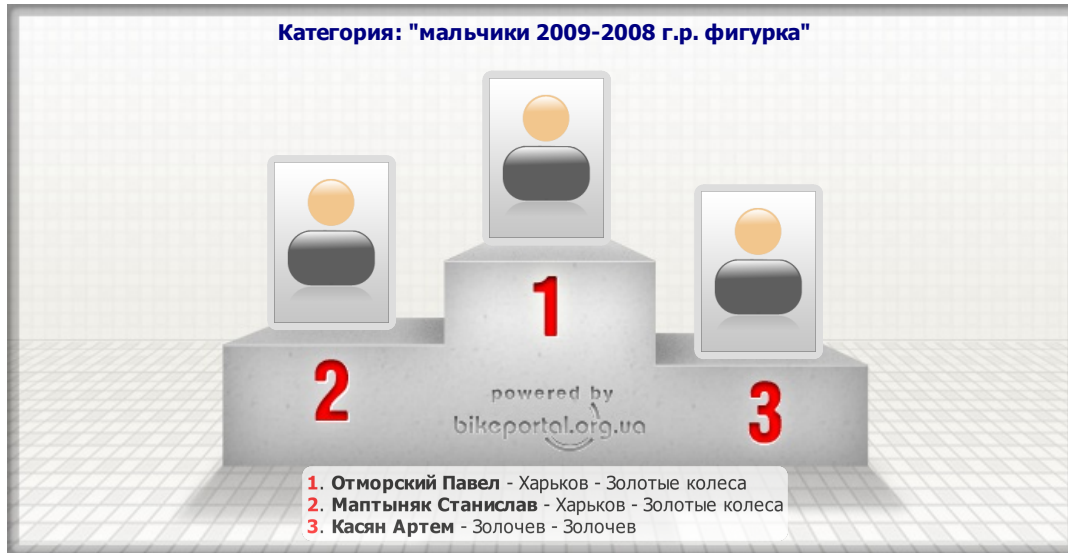 Категория: "мальчики 2009-2008 г.р. фигурка"
1
2
3
powered by
bikeportal.org.ua
1. Отморский Павел - Харьков - Золотые колеса
2. Маптыняк Станислав - Харьков - Золотые колеса
3. Касян Артем - Золочев - Золочев